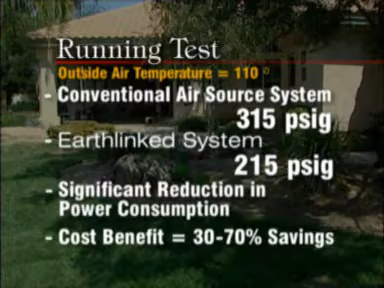 Running Test
Outside Air Temperature = 110 °
- Conventional Air Source System
315 psig
- Earthlinked System
215 psig
- Significant Reduction in
Power Consumption
- Cost Benefit = 30-70% Savings